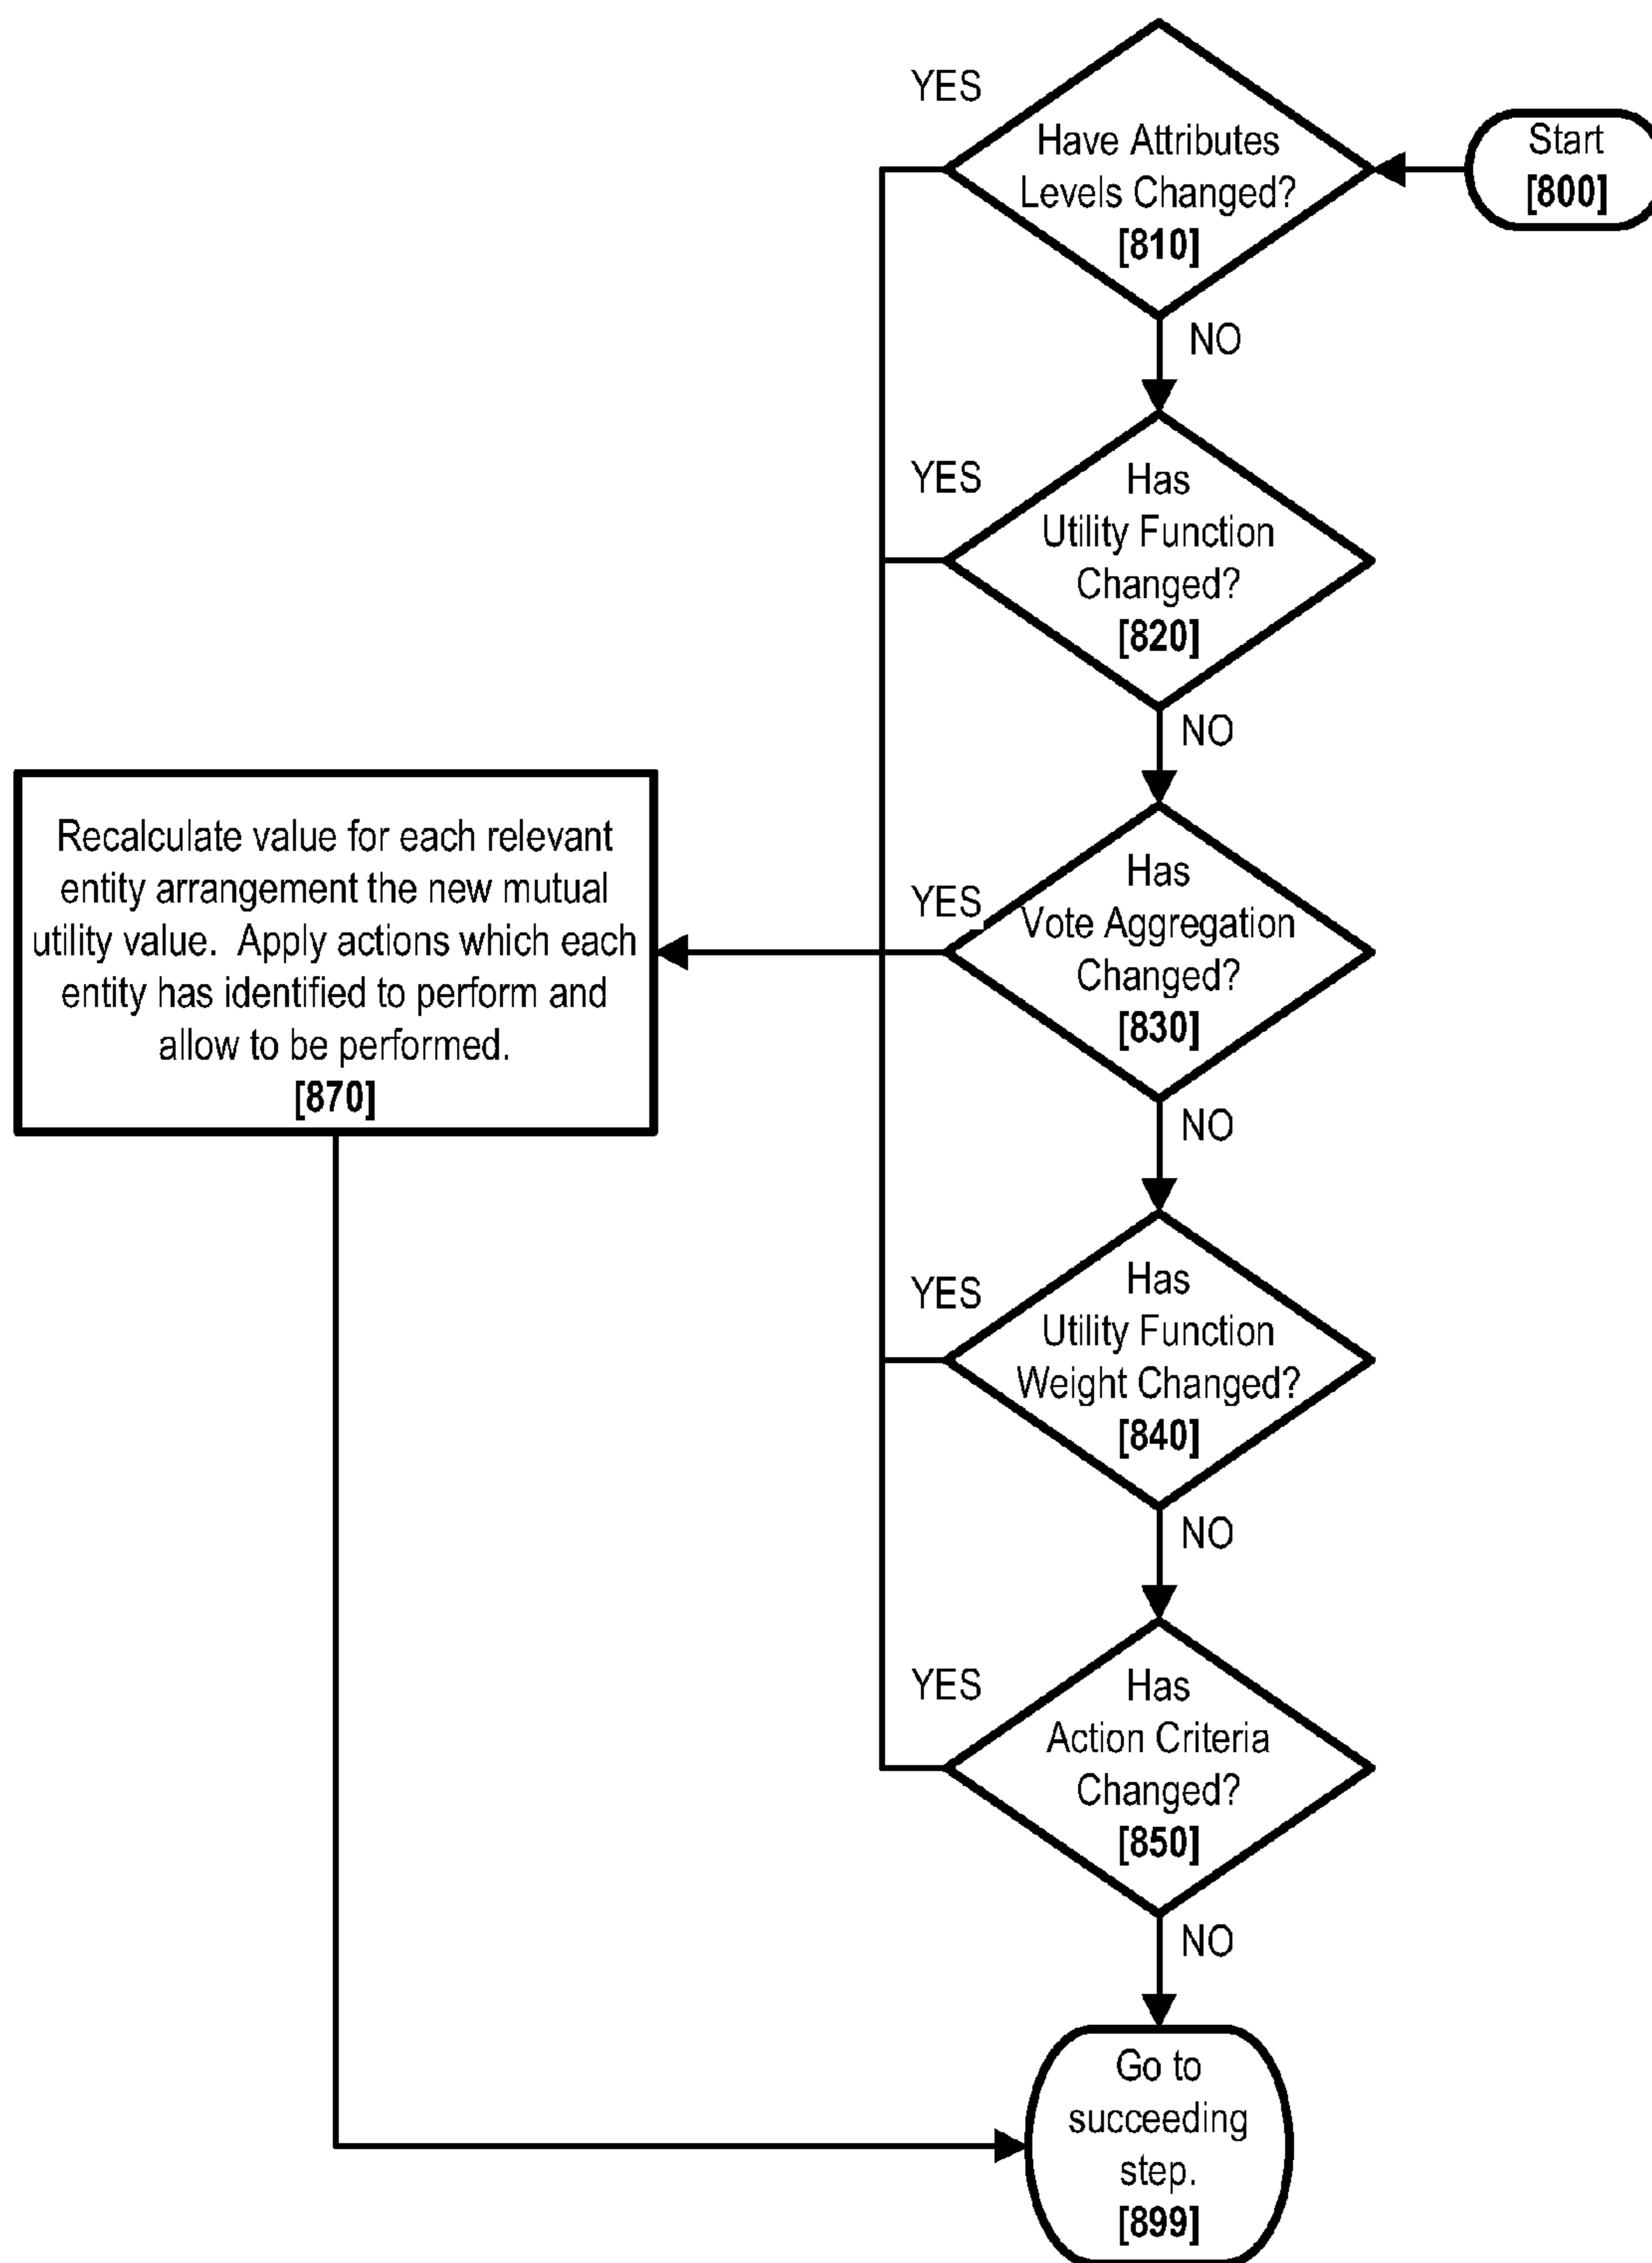 YES
Have Attributes
Levels Changed?
[810]
Start
[800]
NO
YES
Has
Utility Function
Changed?
[820]
NO
YES
Has
Vote Aggregation
Changed?
[830]
Recalculate value for each relevant
entity arrangement the new mutual
utility value.  Apply actions which each
entity has identified to perform and
allow to be performed.
[870]
NO
YES
Has
Utility Function
Weight Changed?
[840]
NO
YES
Has
Action Criteria
Changed?
[850]
NO
Go to
succeeding
step.
[899]